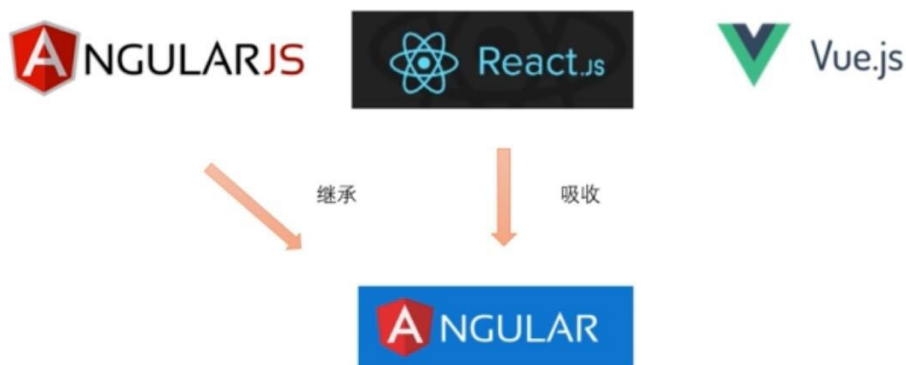 ANGULARJS
React.JS
Vue.js
继承
吸收
ANGULAR